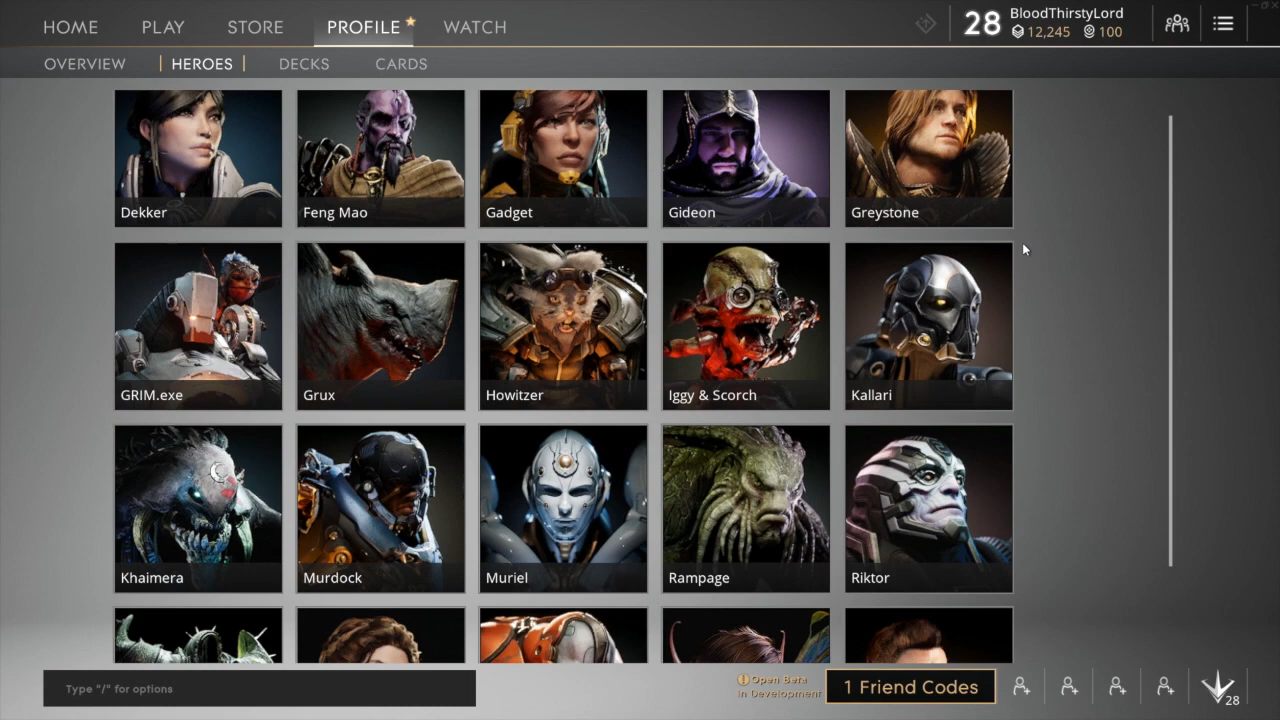 HOME PLAY STORE PROFILE WATCH
28 BloodThirstyLord
12,245 100
OVERVIEW HEROES DECKS CARDS
Dekker Feng Mao Gadget Gideon Greystone
GRIM.exe Grux Howitzer Iggy & Scorch Kallari
Khaimera Murdock Muriel Rampage Riktor
Type "/" for options
Open Beta
In Development
1 Friend Codes
28